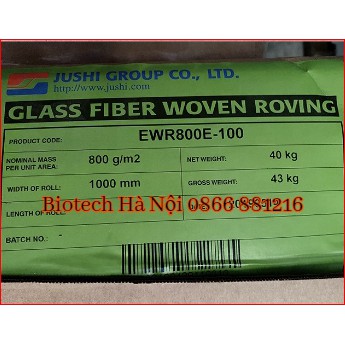 JUSHI GROUP CO., LTD.
http://www.jushi.com
GLASS FIBER WOVEN ROVING
PRODUCT CODE: EWR800E-100
NOMINAL MASS PER UNIT AREA: 800 g/m2 NET WEIGHT: 40 kg
WIDTH OF ROLL: 1000 mm GROSS WEIGHT: 43 kg
Biotech Hà Nội 0866 881216
LENGTH OF ROLL:
BATCH NO.: -